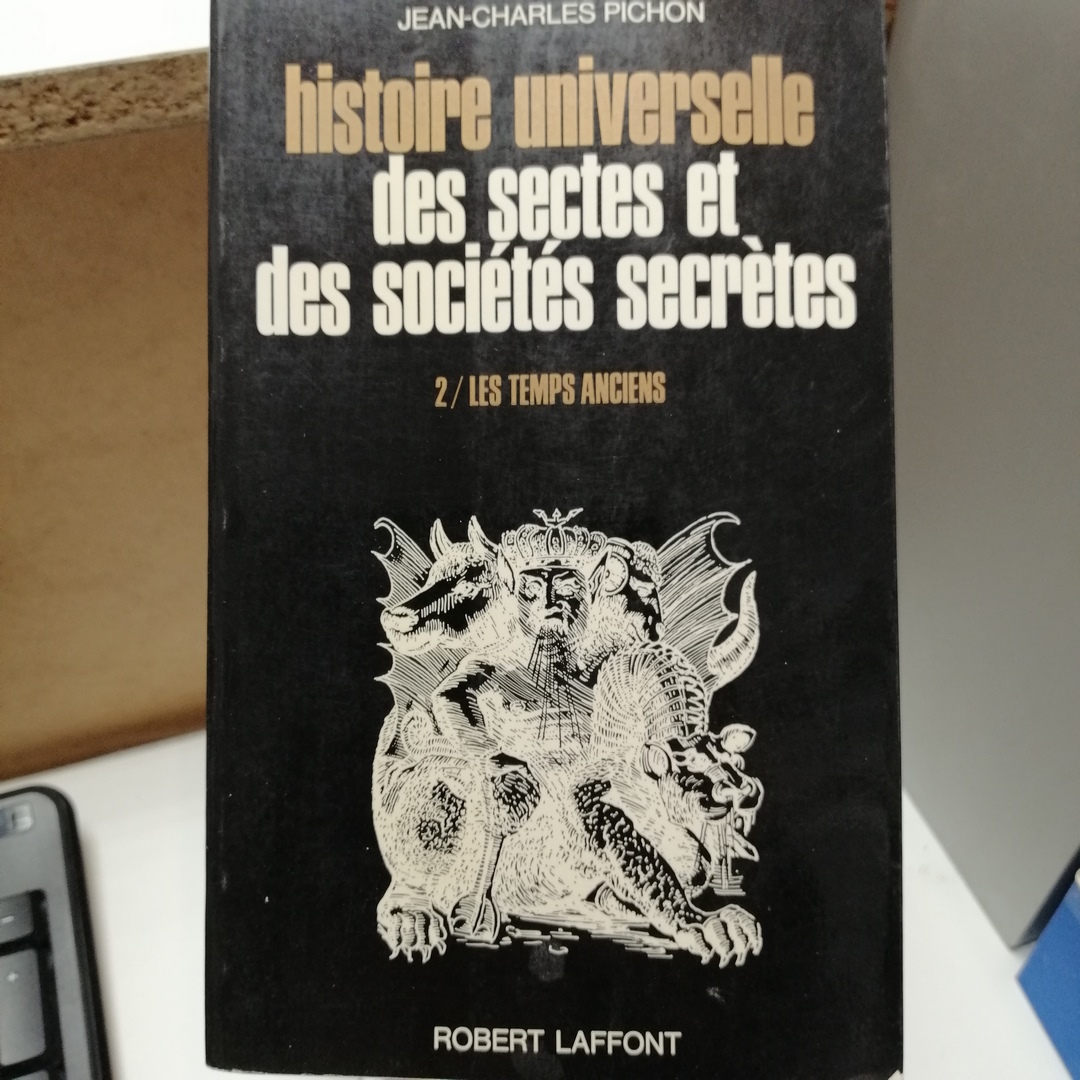 JEAN-CHARLES PICHON
histoire universelle
des sectes et
des sociétés secrètes
2 / LES TEMPS ANCIENS
ROBERT LAFFONT